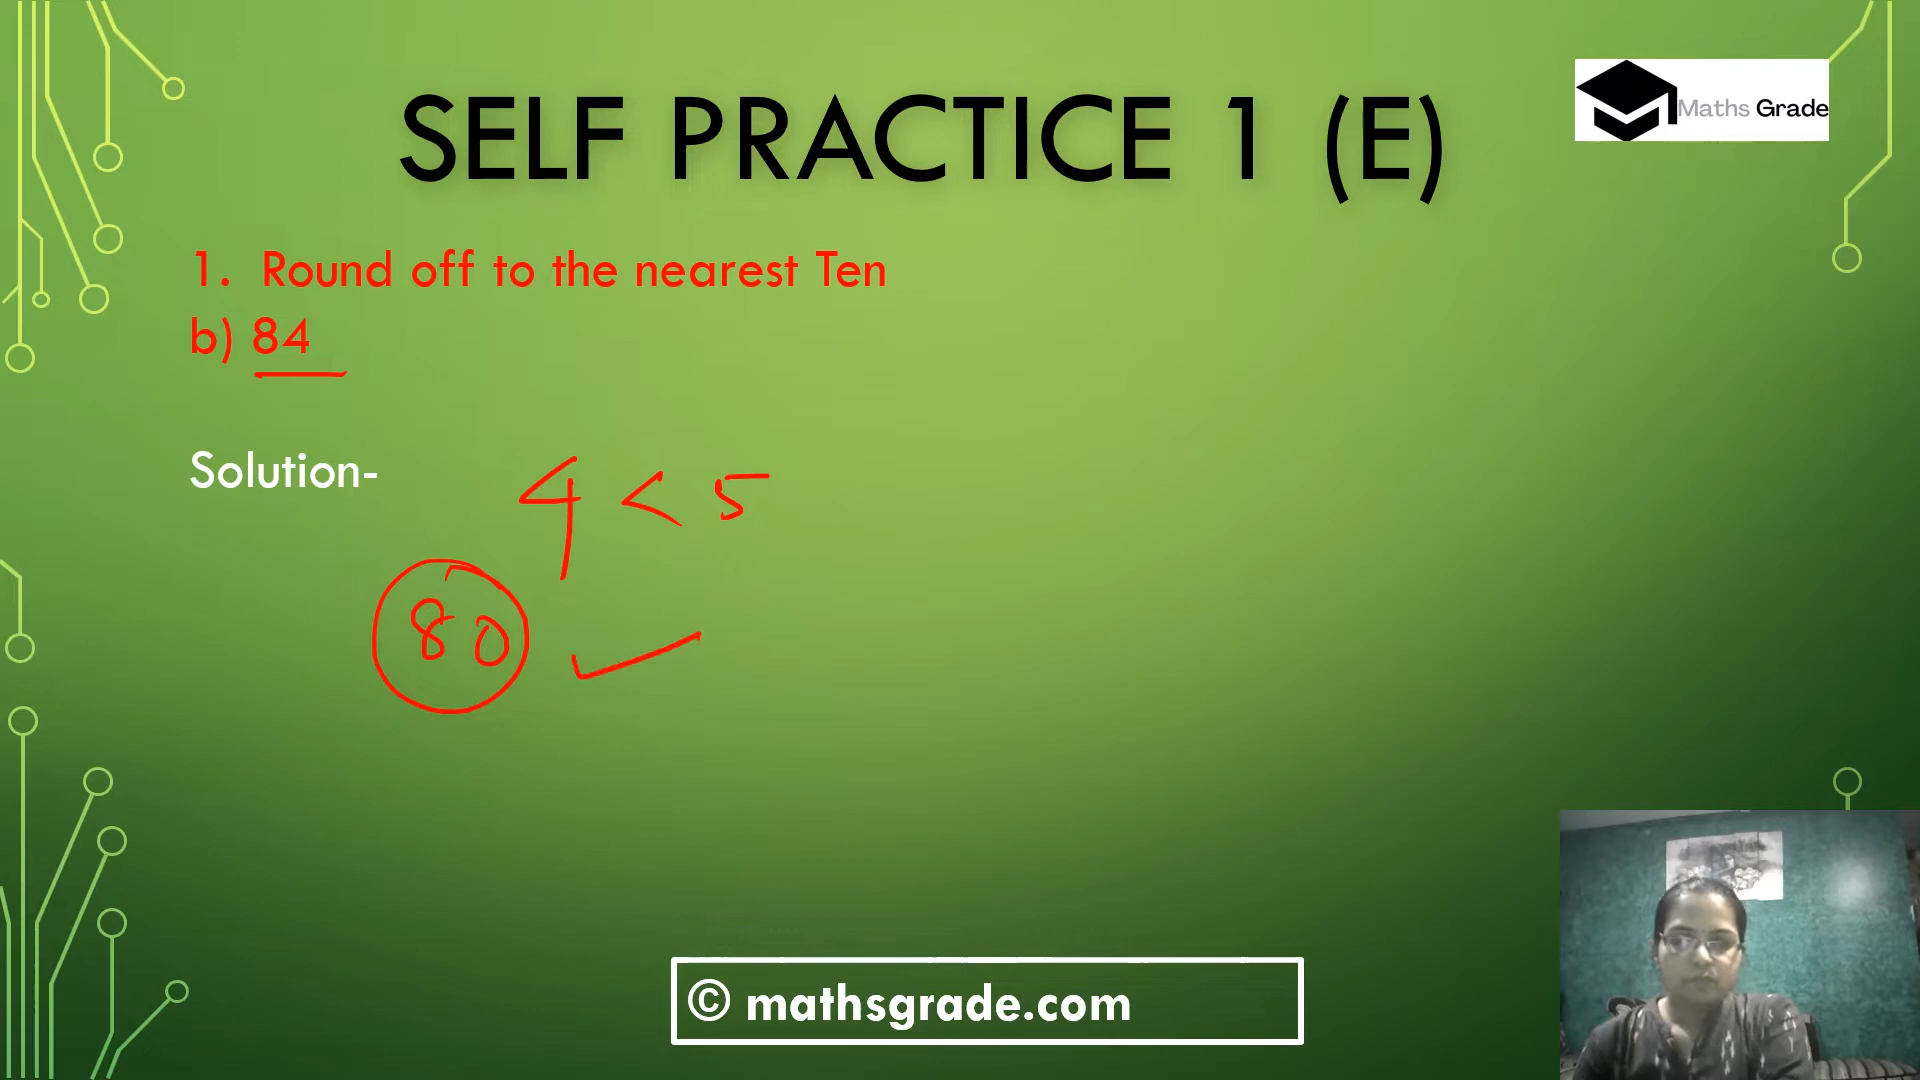 SELF PRACTICE 1 (E)
Maths Grade
1. Round off to the nearest Ten
b) 84
Solution-
4 < 5
80
© mathsgrade.com